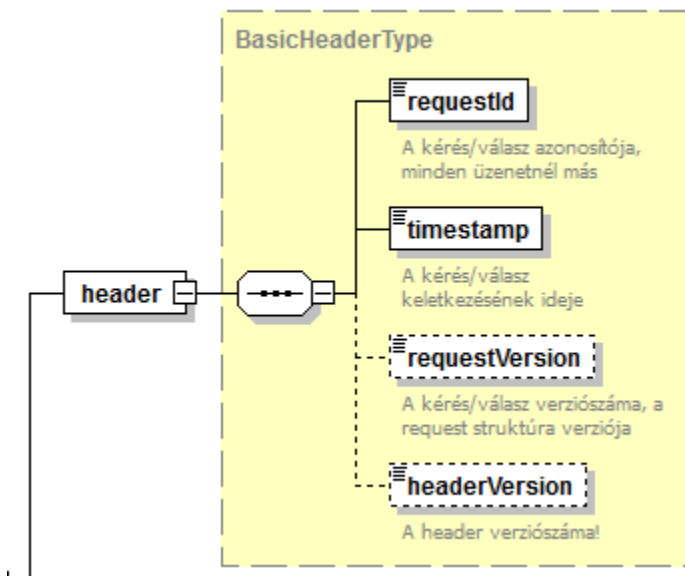 BasicHeaderType
requestId
A kérés/válasz azonosítója,
minden üzenetnél más
timestamp
A kérés/válasz
keletkezésének ideje
header
requestVersion
A kérés/válasz verziószáma, a
request struktúra verziója
headerVersion
A header verziószáma!